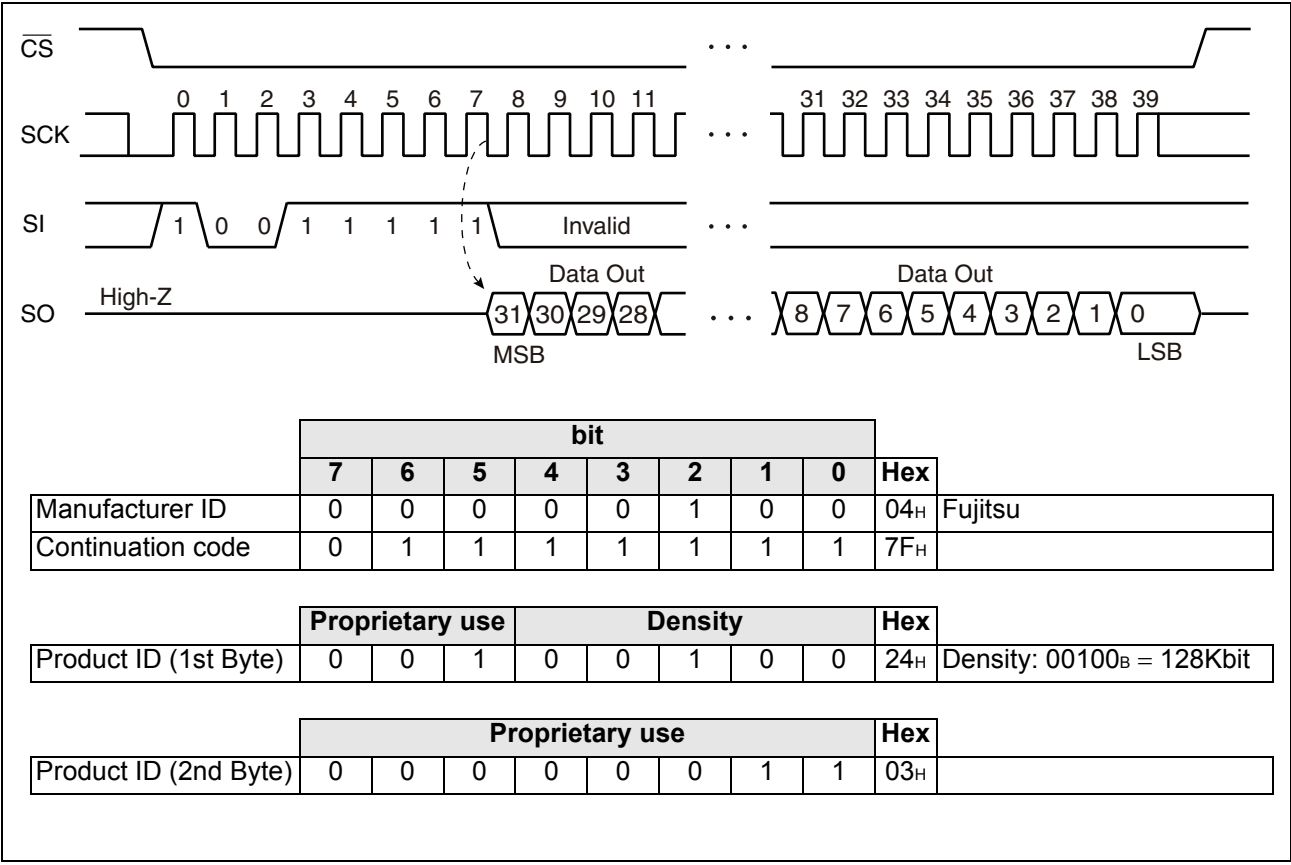 CS
0 1 2 3 4 5 6 7 8 9 10 11 31 32 33 34 35 36 37 38 39
SCK
SI 1 0 0 1 1 1 1 1 Invalid
Data Out Data Out
High-Z
SO 31 30 29 28 8 7 6 5 4 3 2 1 0
MSB LSB
bit
7 6 5 4 3 2 1 0 Hex
Manufacturer ID 0 0 0 0 0 1 0 0 04H Fujitsu
Continuation code 0 1 1 1 1 1 1 1 7FH
Proprietary use Density Hex
Product ID (1st Byte) 0 0 1 0 0 1 0 0 24H Density: 00100B = 128Kbit
Proprietary use Hex
Product ID (2nd Byte) 0 0 0 0 0 0 1 1 03H